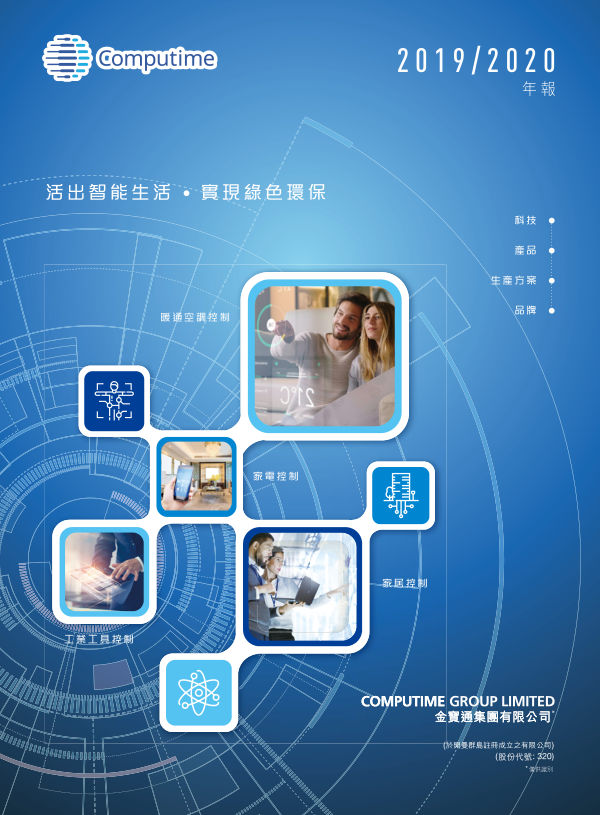 Computime
2019/2020
年報
活出智能生活 • 實現綠色環保
科技
產品
生產方案
品牌
暖通空調控制
21°C
家電控制
家居控制
工業工具控制
COMPUTIME GROUP LIMITED
金寶通集團有限公司*
(於開曼群島註冊成立之有限公司)
(股份代號: 320)
*僅供識別